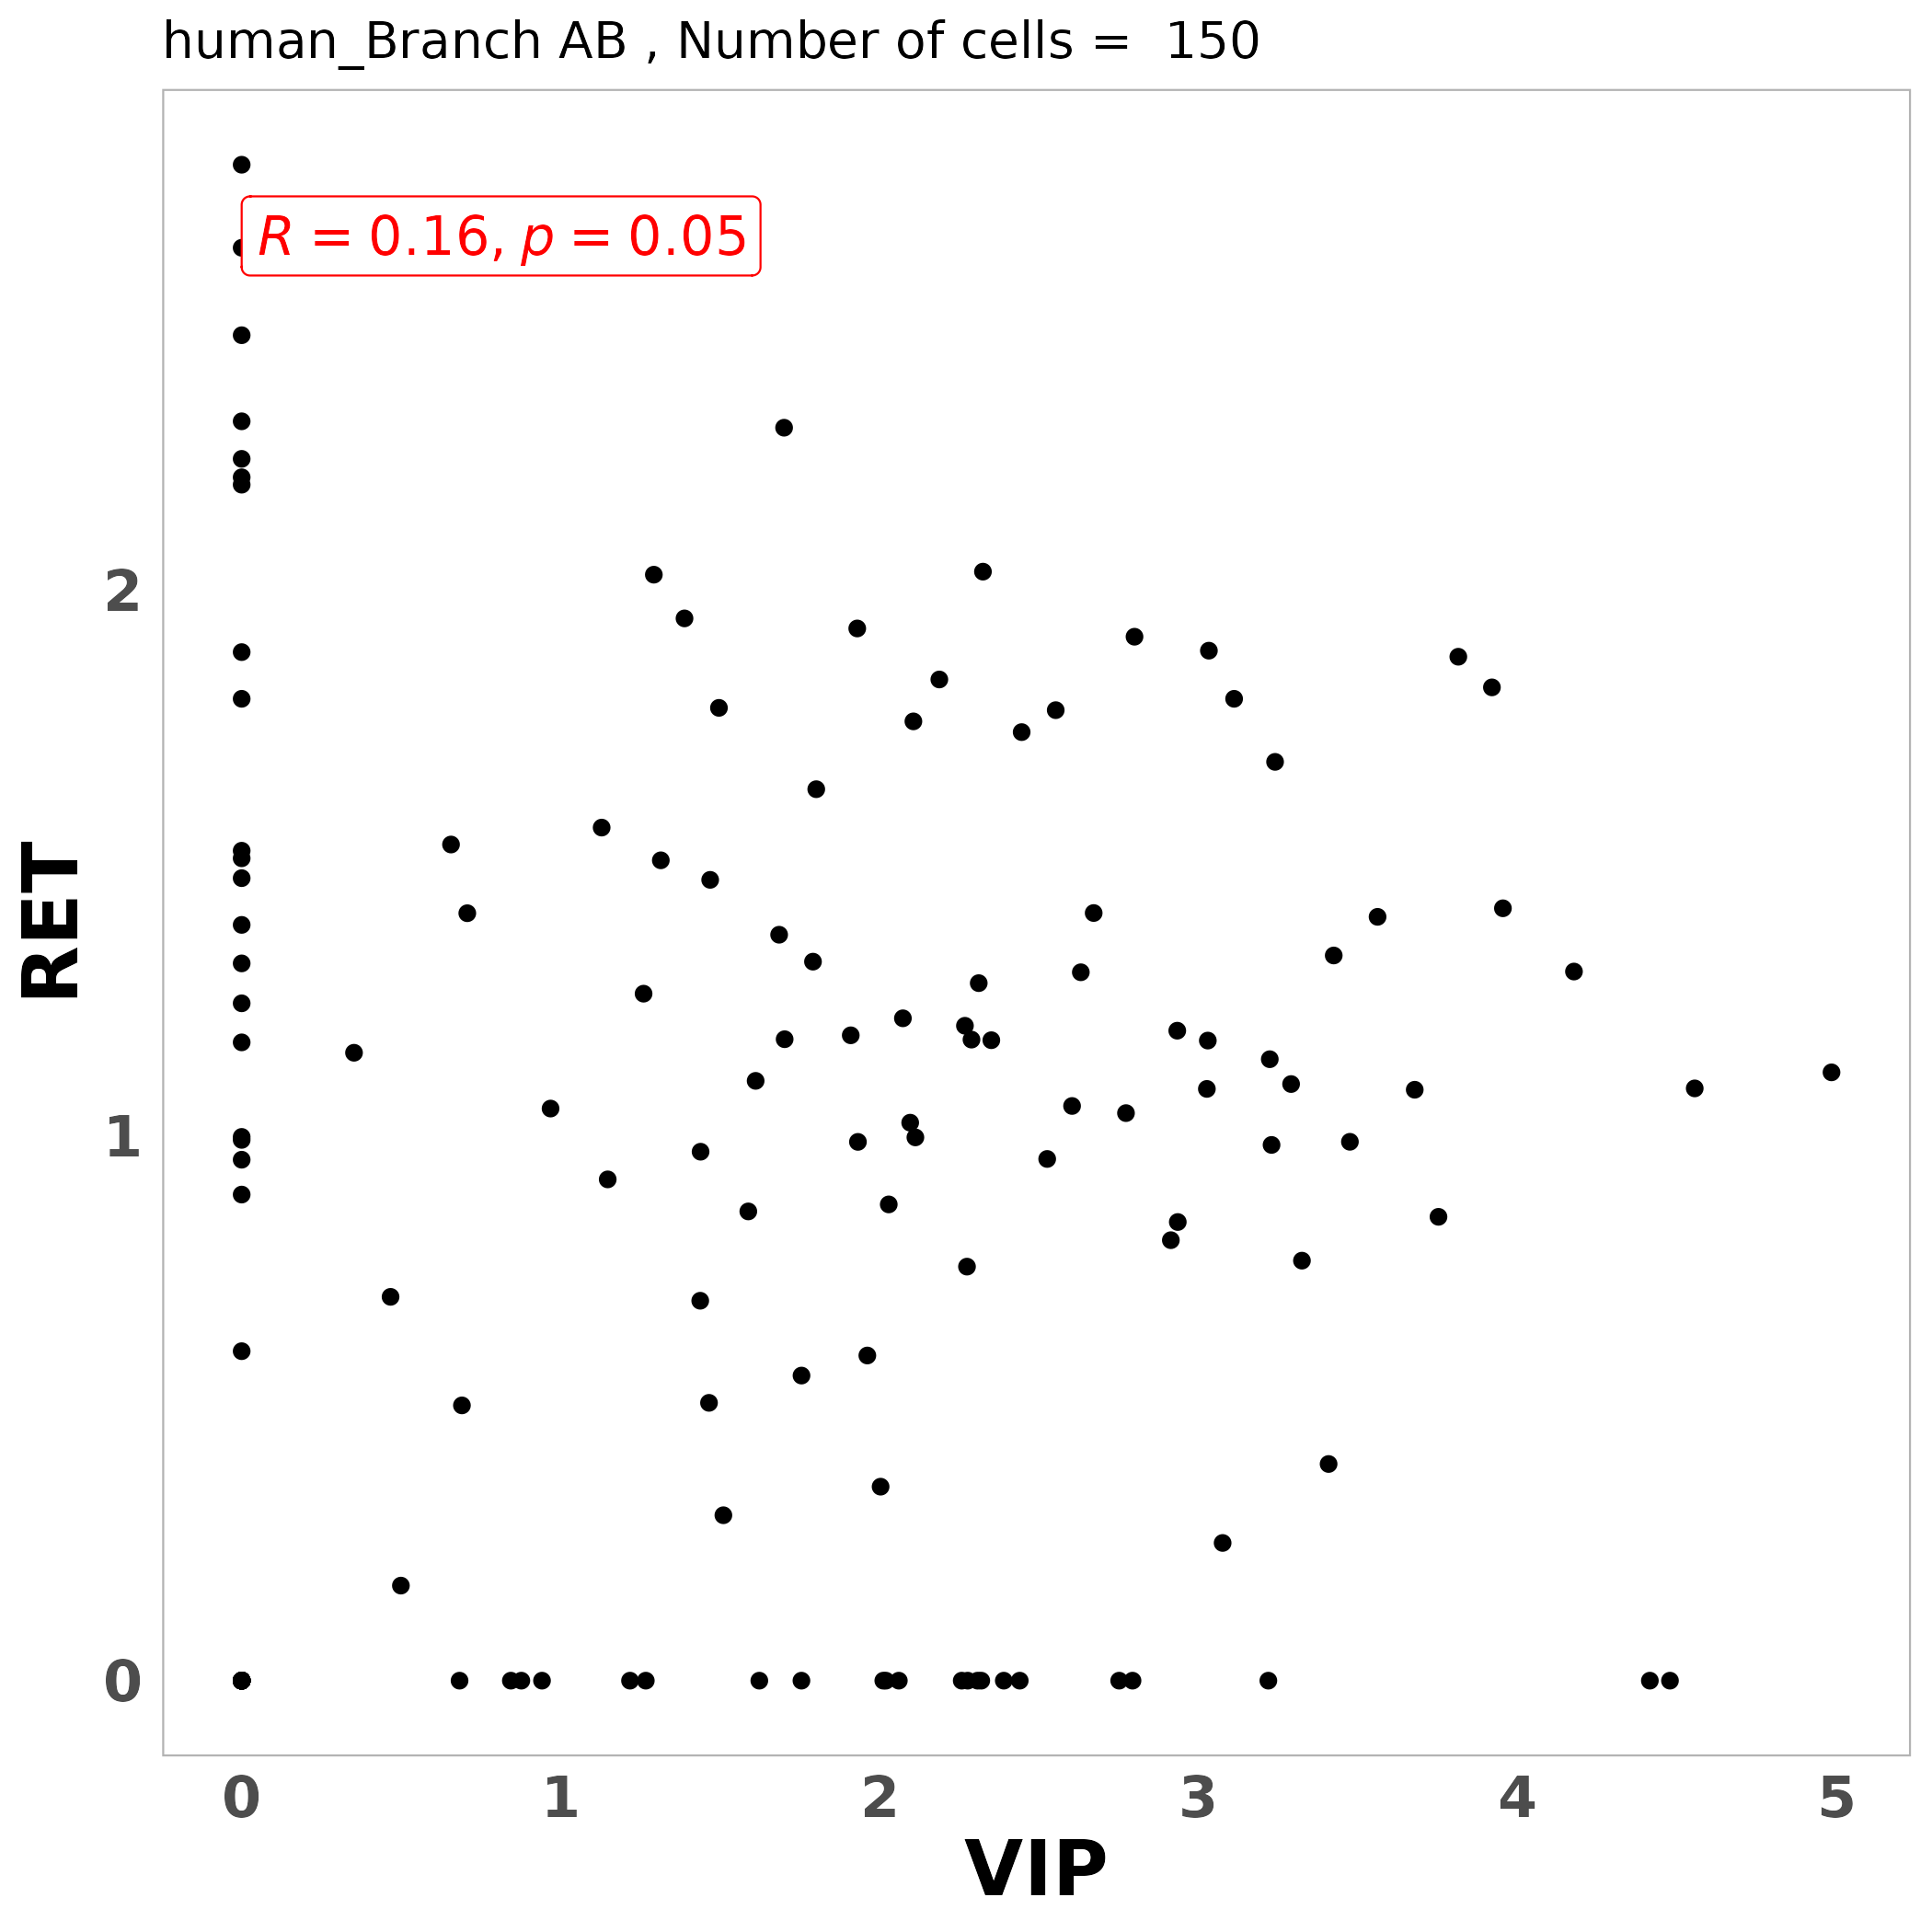 human_Branch AB , Number of cells =  150
R = 0.16, p = 0.05
RET
2
1
0
0 1 2 3 4 5
VIP